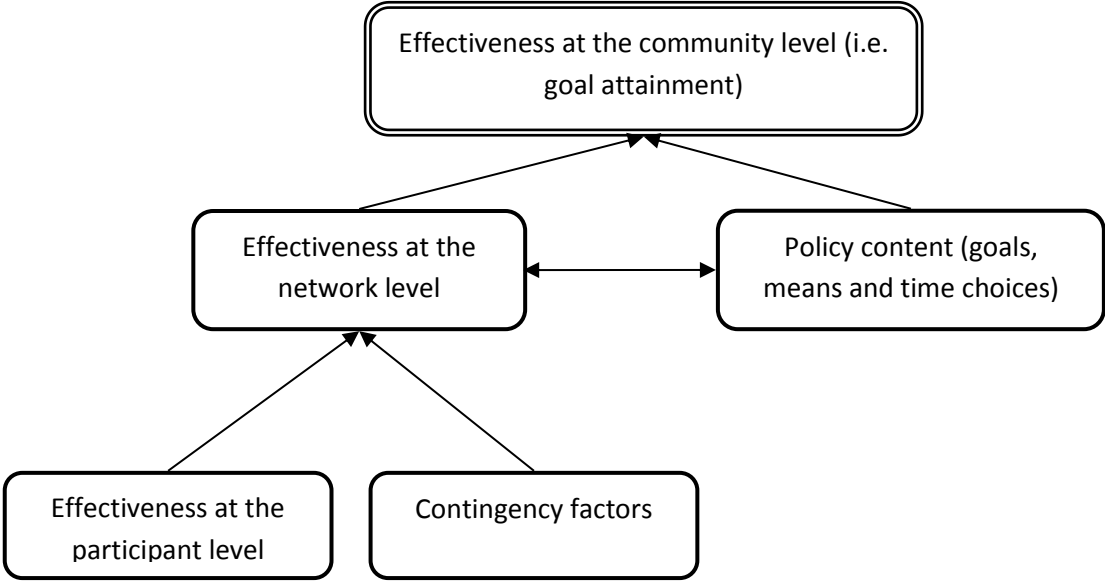 Effectiveness at the community level (i.e.
goal attainment)
Effectiveness at the
network level
Policy content (goals,
means and time choices)
Effectiveness at the
participant level
Contingency factors